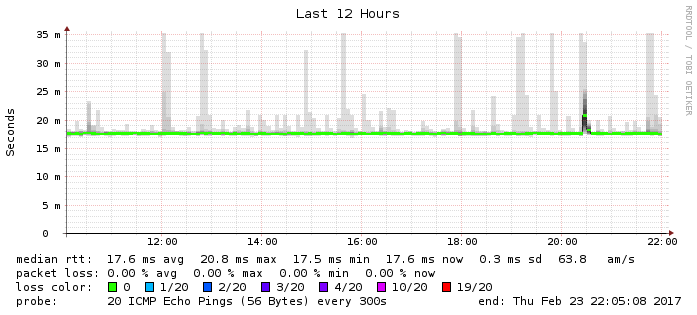 Last 12 Hours
RRDTOOL / TOBI OETIKER
Seconds
35 m
30 m
25 m
20 m
15 m
10 m
5 m
0
12:00 14:00 16:00 18:00 20:00 22:00
median rtt: 17.6 ms avg 20.8 ms max 17.5 ms min 17.6 ms now 0.3 ms sd 63.8 am/s
packet loss: 0.00 % avg 0.00 % max 0.00 % min 0.00 % now
loss color: 0 1/20 2/20 3/20 4/20 10/20 19/20
probe: 20 ICMP Echo Pings (56 Bytes) every 300s end: Thu Feb 23 22:05:08 2017